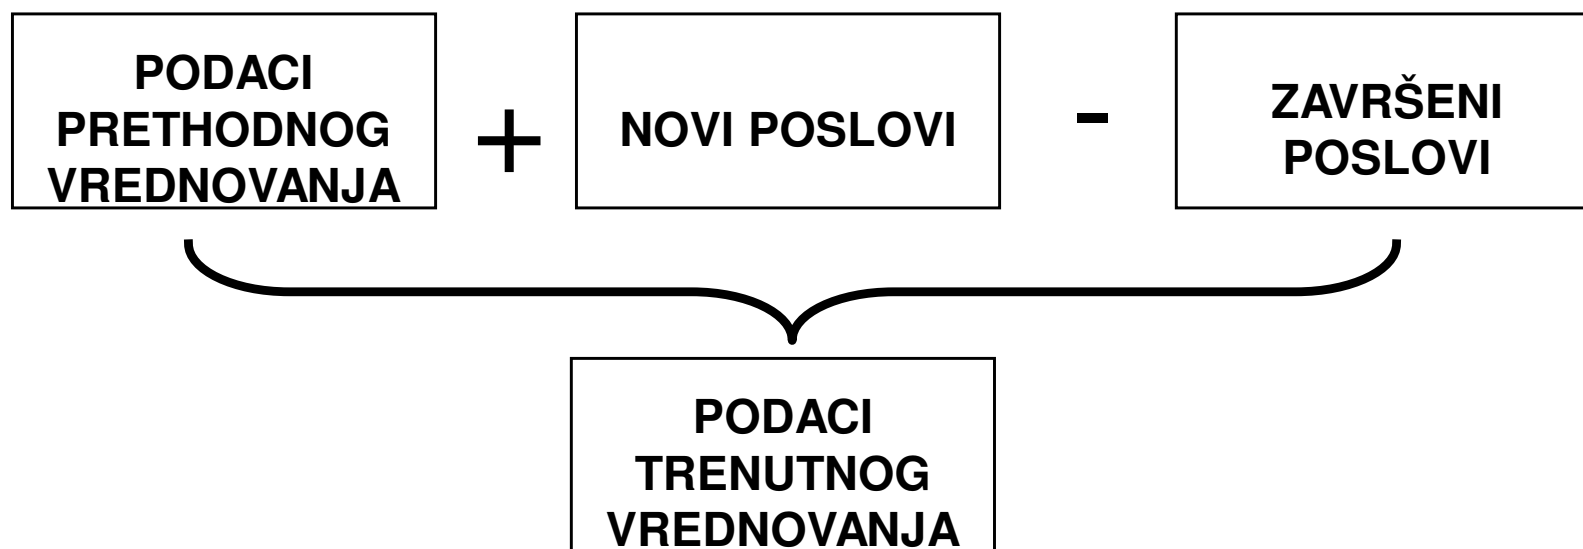 PODACI
PRETHODNOG
VREDNOVANJA
+
NOVI POSLOVI
-
ZAVRŠENI
POSLOVI
PODACI
TRENUTNOG
VREDNOVANJA